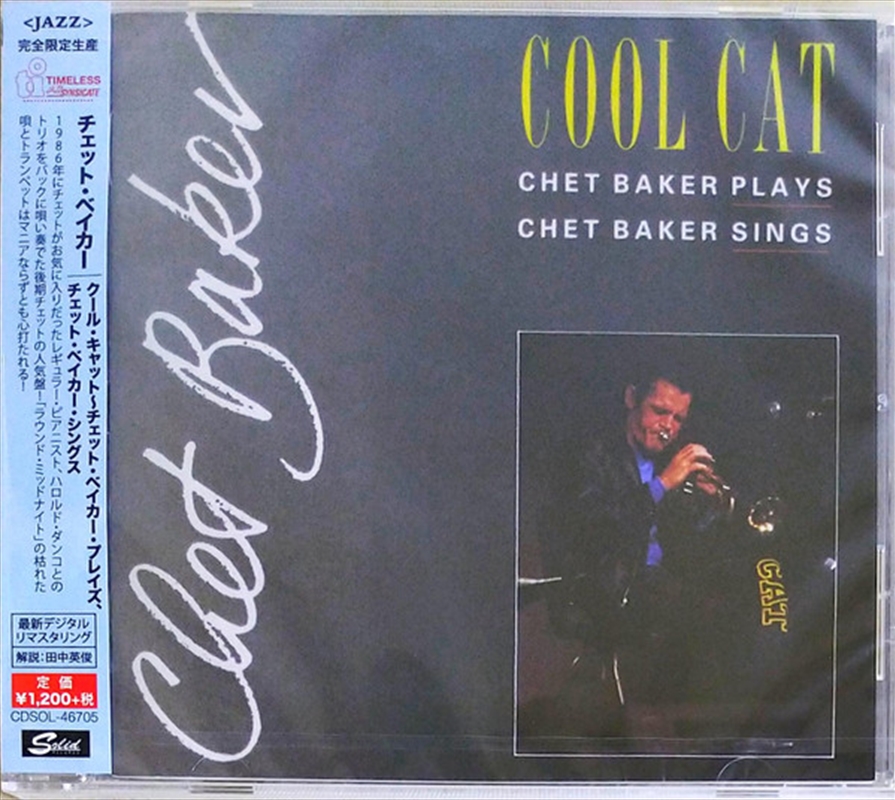 <JAZZ>
完全限定生産
ti TIMELESS
SYNDICATE
チェット・ベイカー
クール・キャット~チェット・ベイカー・プレイズ、
チェット・ベイカー・シングス
1986年にチェットがお気に入りだったレギュラー・ピアニスト、ハロルド・ダンコとの
トリオをバックに唄い奏でた後期チェットの人気盤!「ラウンド・ミッドナイト」の枯れた
唄とトランペットはマニアならずとも心打たれる!
最新デジタル
リマスタリング
解説:田中英俊
定価
¥1,200+税
CDSOL-46705
Solid
RECORDS
Chet Baker
COOL CAT
CHET BAKER PLAYS
CHET BAKER SINGS
CAT